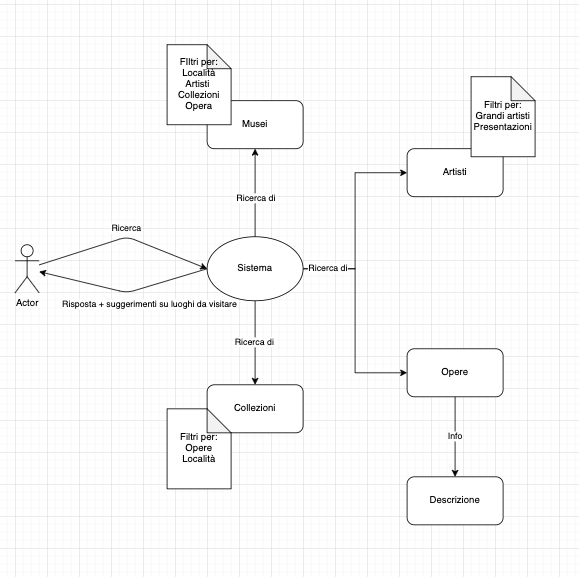 FIltri per:
Località
Artisti
Collezioni
Opera
Musei
Filtri per:
Grandi artisti
Presentazioni
Artisti
Ricerca di
Ricerca
Sistema
Ricerca di
Actor
Risposta + suggerimenti su luoghi da visitare
Ricerca di
Opere
Collezioni
Filtri per:
Opere
Località
Info
Descrizione